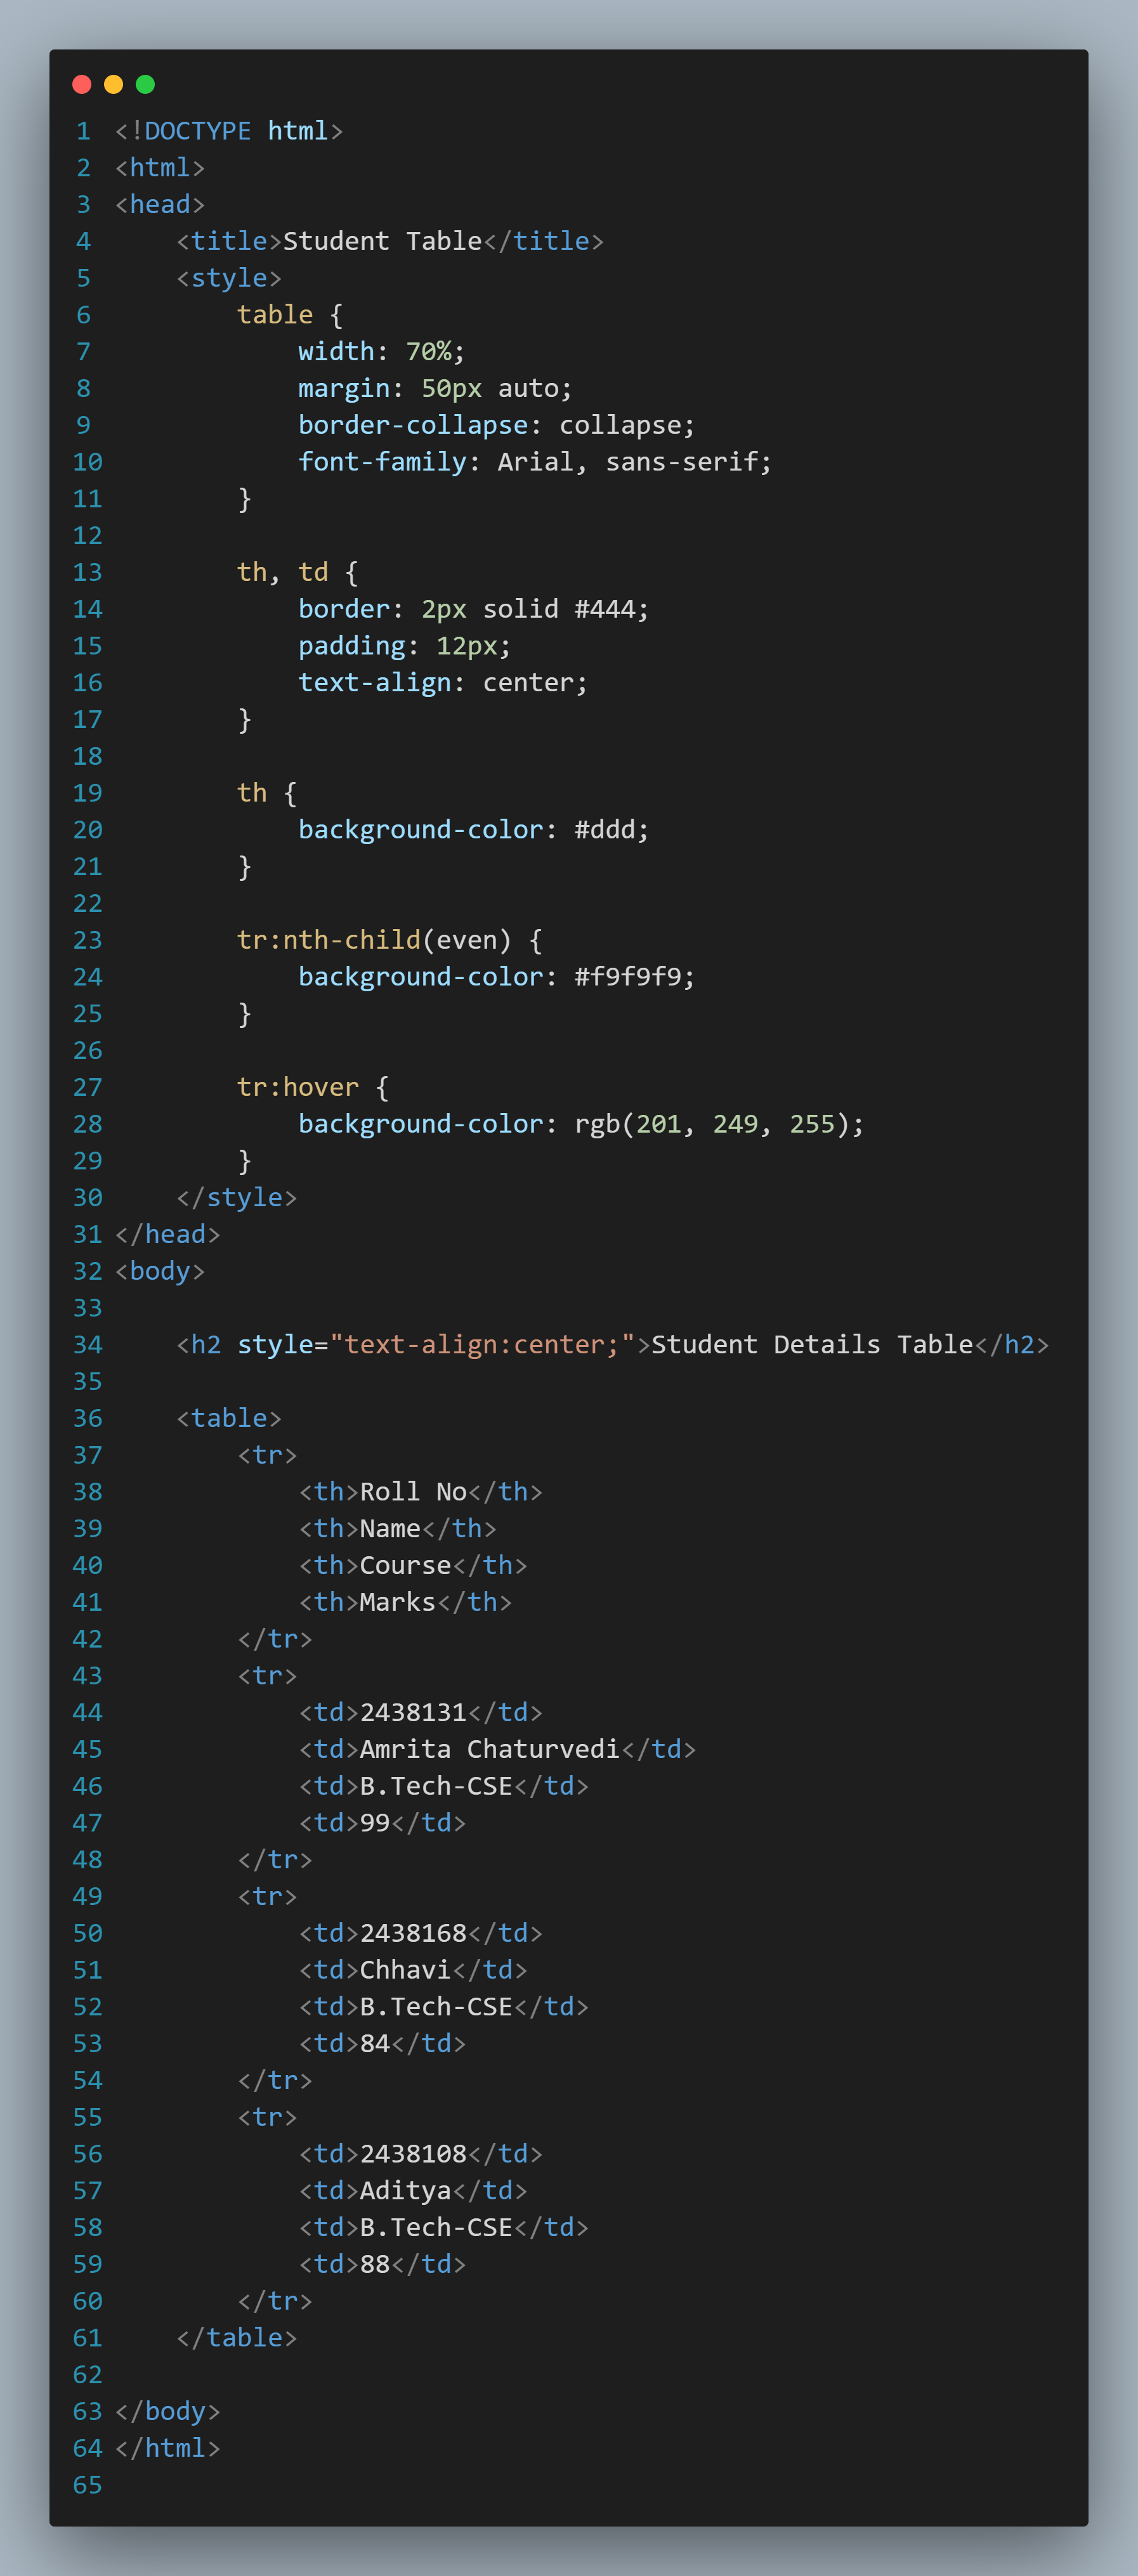 1 <!DOCTYPE html>
2 <html>
3 <head>
4     <title>Student Table</title>
5     <style>
6         table {
7             width: 70%;
8             margin: 50px auto;
9             border-collapse: collapse;
10             font-family: Arial, sans-serif;
11         }
12
13         th, td {
14             border: 2px solid #444;
15             padding: 12px;
16             text-align: center;
17         }
18
19         th {
20             background-color: #ddd;
21         }
22
23         tr:nth-child(even) {
24             background-color: #f9f9f9;
25         }
26
27         tr:hover {
28             background-color: rgb(201, 249, 255);
29         }
30     </style>
31 </head>
32 <body>
33
34     <h2 style="text-align:center;">Student Details Table</h2>
35
36     <table>
37         <tr>
38             <th>Roll No</th>
39             <th>Name</th>
40             <th>Course</th>
41             <th>Marks</th>
42         </tr>
43         <tr>
44             <td>2438131</td>
45             <td>Amrita Chaturvedi</td>
46             <td>B.Tech-CSE</td>
47             <td>99</td>
48         </tr>
49         <tr>
50             <td>2438168</td>
51             <td>Chhavi</td>
52             <td>B.Tech-CSE</td>
53             <td>84</td>
54         </tr>
55         <tr>
56             <td>2438108</td>
57             <td>Aditya</td>
58             <td>B.Tech-CSE</td>
59             <td>88</td>
60         </tr>
61     </table>
62
63 </body>
64 </html>
65